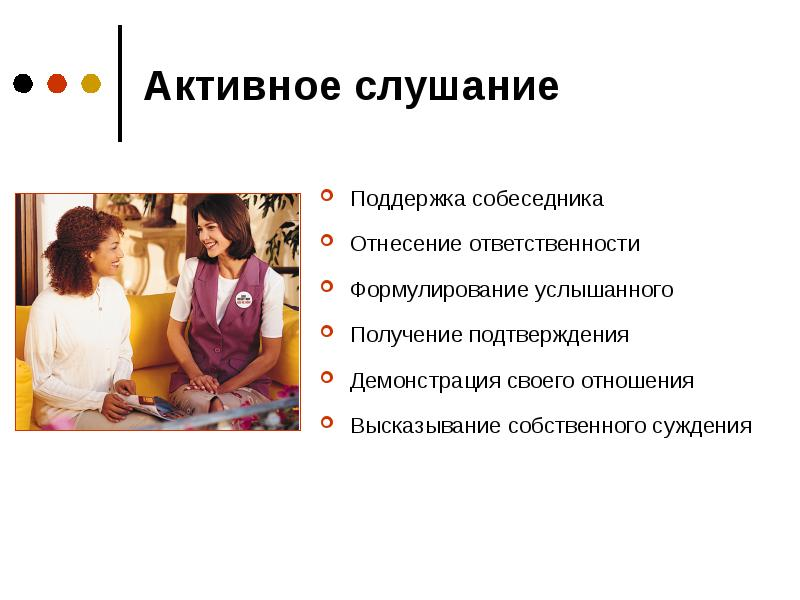 Активное слушание
Поддержка собеседника
Отнесение ответственности
Формулирование услышанного
Получение подтверждения
Демонстрация своего отношения
Высказывание собственного суждения